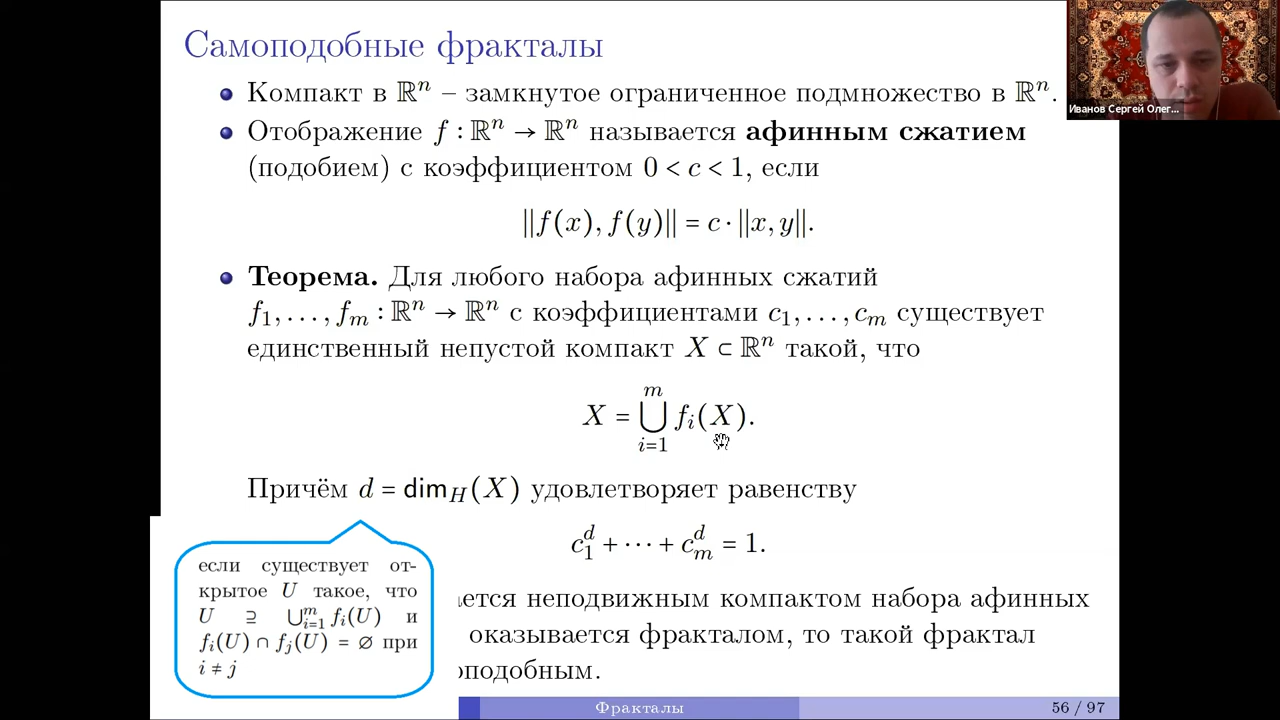 Самоподобные фракталы
Компакт в ℝⁿ – замкнутое ограниченное подмножество в ℝⁿ.
Отображение f : ℝⁿ → ℝⁿ называется афинным сжатием
(подобием) с коэффициентом 0 < c < 1, если
‖f(x), f(y)‖ = c · ‖x, y‖.
Теорема. Для любого набора афинных сжатий
f₁, . . . , fₘ : ℝⁿ → ℝⁿ с коэффициентами c₁, . . . , cₘ существует
единственный непустой компакт X ⊂ ℝⁿ такой, что
X = ⋃ᵢ₌₁ᵐ fᵢ(X).
Причём d = dim_H(X) удовлетворяет равенству
c₁ᵈ + ··· + cₘᵈ = 1.
если существует от-
крытое U такое, что
U ⊇ ⋃ᵢ₌₁ᵐ fᵢ(U) и
fᵢ(U) ∩ fⱼ(U) = ∅ при
i ≠ j
ается неподвижным компактом набора афинных
оказывается фракталом, то такой фрактал
оподобным.
Фракталы
56 / 97
Иванов Сергей Олег...